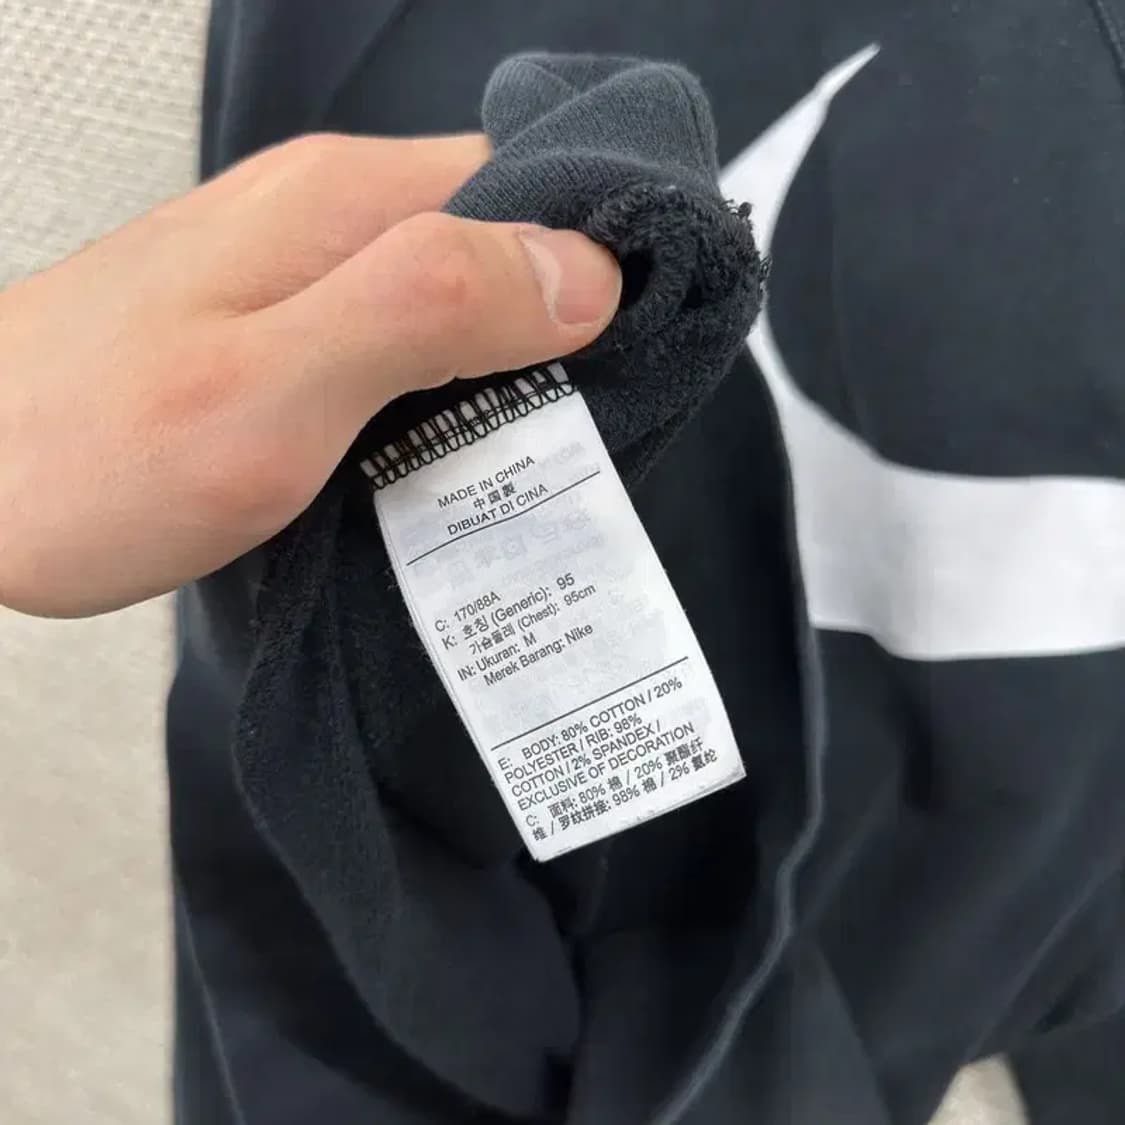 MADE IN CHINA
中国製
DIBUAT DI CINA
C: 170/88A
K: 호칭 (Generic): 95
가슴둘레 (Chest): 95cm
IN: Ukuran: M
Merek Barang: Nike
E: BODY: 80% COTTON / 20%
POLYESTER / RIB: 98%
COTTON / 2% SPANDEX /
EXCLUSIVE OF DECORATION
C: 面料: 80% 棉 / 20% 聚酯纤
维 / 罗纹拼接: 98% 棉 / 2% 氨纶